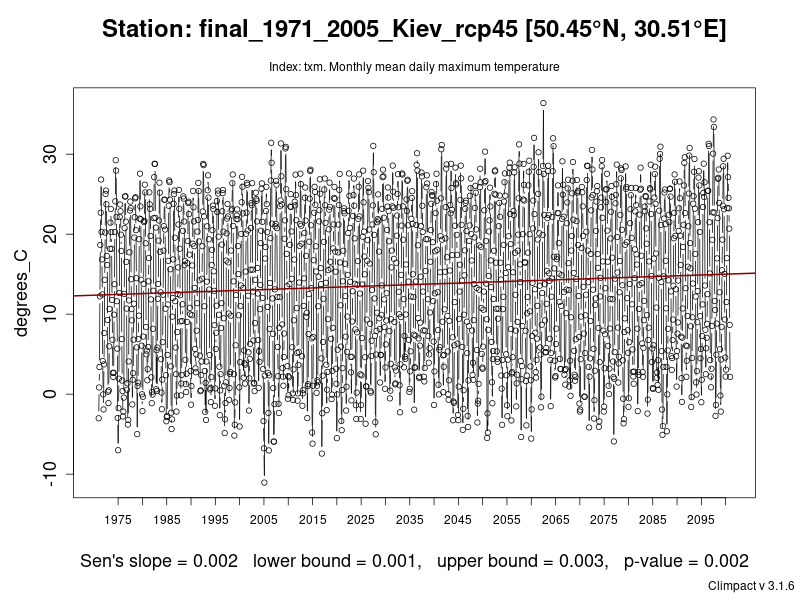 Station: final_1971_2005_Kiev_rcp45 [50.45°N, 30.51°E]
Index: txm. Monthly mean daily maximum temperature
degrees_C
30
20
10
0
-10
1975 1985 1995 2005 2015 2025 2035 2045 2055 2065 2075 2085 2095
Sen's slope = 0.002 lower bound = 0.001, upper bound = 0.003, p-value = 0.002
Climpact v 3.1.6